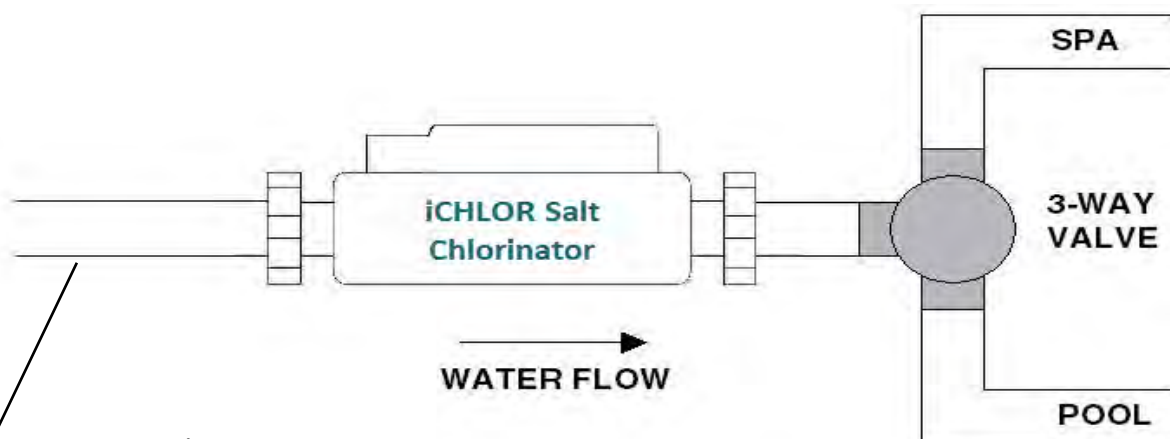 SPA
iCHLOR Salt
Chlorinator
3-WAY
VALVE
WATER FLOW
POOL